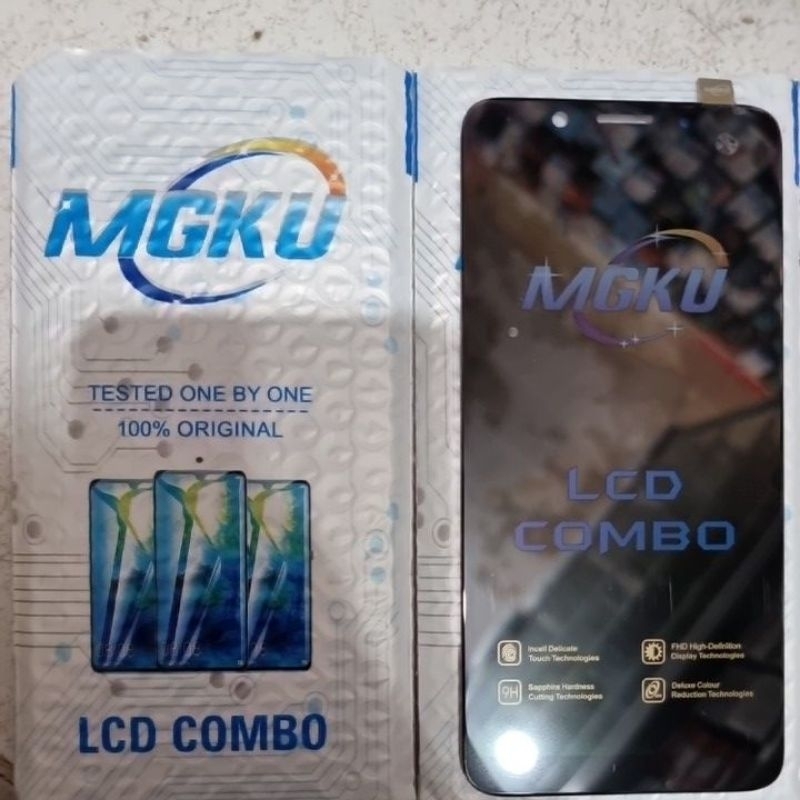 MGKU
TESTED ONE BY ONE
100% ORIGINAL
LCD COMBO
MGKU
LCD
COMBO
Incell Delicate
Touch Technologies
FHD High-Definition
Display Technologies
9H
Sapphire Hardness
Cutting Technologies
Deluxe Colour
Reduction Technologies